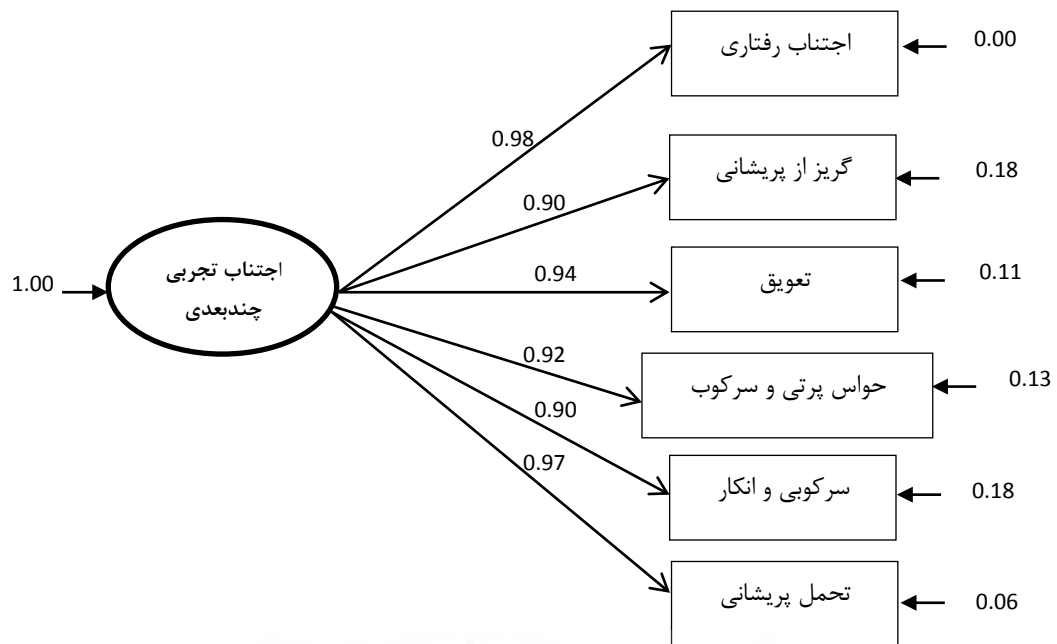 اجتناب رفتاری
0.00
0.98
گریز از پریشانی
0.18
0.90
1.00
اجتناب تجربی
چندبعدی
0.94
تعویق
0.11
0.92
حواس پرتی و سرکوب
0.13
0.90
سرکوبی و انکار
0.18
0.97
تحمل پریشانی
0.06